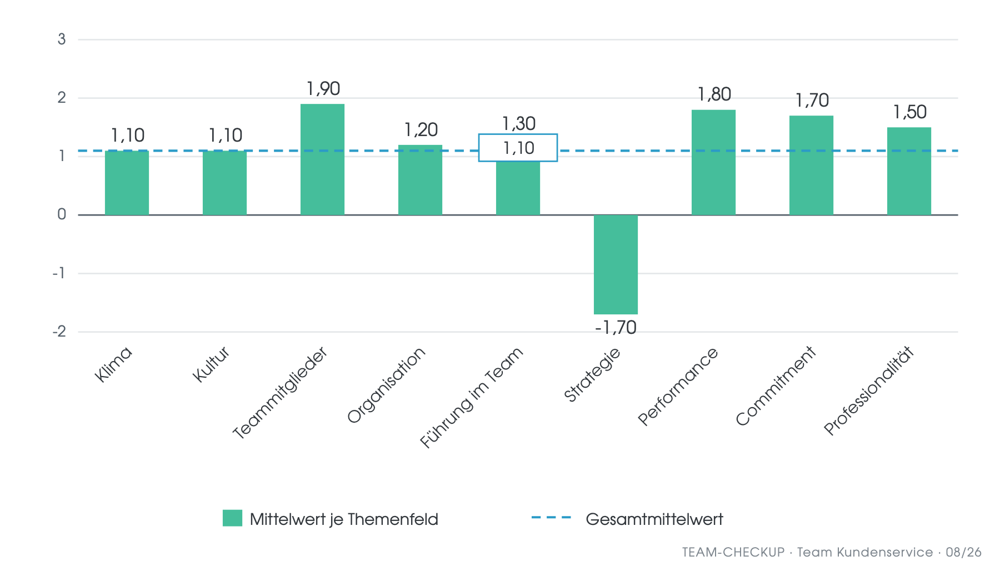 3
2
1
0
-1
-2
1,10
1,10
1,90
1,20
1,30
1,10
-1,70
1,80
1,70
1,50
Klima
Kultur
Teammitglieder
Organisation
Führung im Team
Strategie
Performance
Commitment
Professionalität
Mittelwert je Themenfeld
Gesamtmittelwert
TEAM-CHECKUP · Team Kundenservice · 08/26